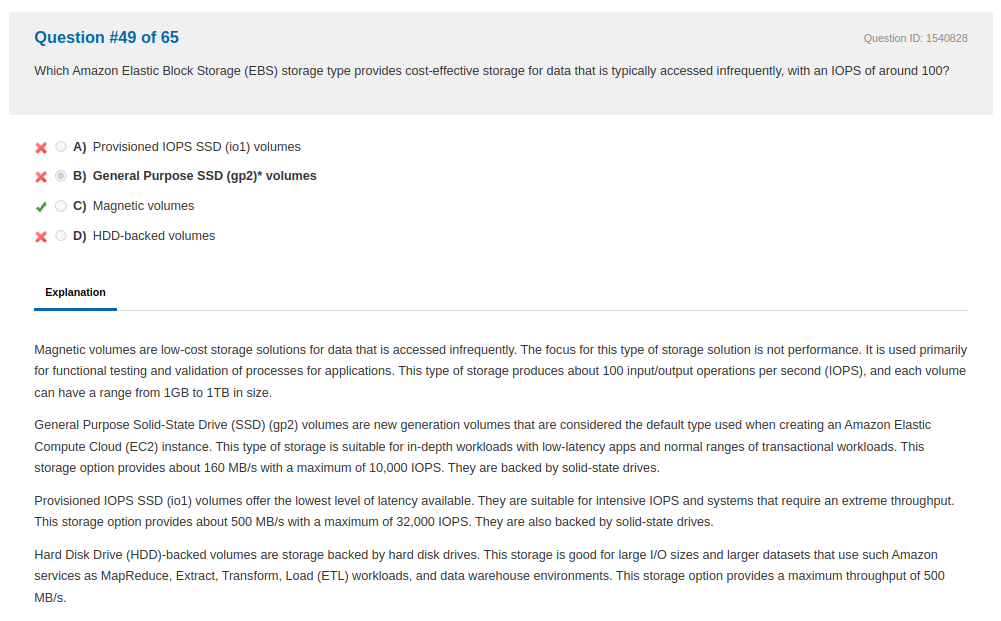 Question #49 of 65
Question ID: 1540828
Which Amazon Elastic Block Storage (EBS) storage type provides cost-effective storage for data that is typically accessed infrequently, with an IOPS of around 100?
A) Provisioned IOPS SSD (io1) volumes
B) General Purpose SSD (gp2)* volumes
C) Magnetic volumes
D) HDD-backed volumes
Explanation
Magnetic volumes are low-cost storage solutions for data that is accessed infrequently. The focus for this type of storage solution is not performance. It is used primarily
for functional testing and validation of processes for applications. This type of storage produces about 100 input/output operations per second (IOPS), and each volume
can have a range from 1GB to 1TB in size.
General Purpose Solid-State Drive (SSD) (gp2) volumes are new generation volumes that are considered the default type used when creating an Amazon Elastic
Compute Cloud (EC2) instance. This type of storage is suitable for in-depth workloads with low-latency apps and normal ranges of transactional workloads. This
storage option provides about 160 MB/s with a maximum of 10,000 IOPS. They are backed by solid-state drives.
Provisioned IOPS SSD (io1) volumes offer the lowest level of latency available. They are suitable for intensive IOPS and systems that require an extreme throughput.
This storage option provides about 500 MB/s with a maximum of 32,000 IOPS. They are also backed by solid-state drives.
Hard Disk Drive (HDD)-backed volumes are storage backed by hard disk drives. This storage is good for large I/O sizes and larger datasets that use such Amazon
services as MapReduce, Extract, Transform, Load (ETL) workloads, and data warehouse environments. This storage option provides a maximum throughput of 500
MB/s.